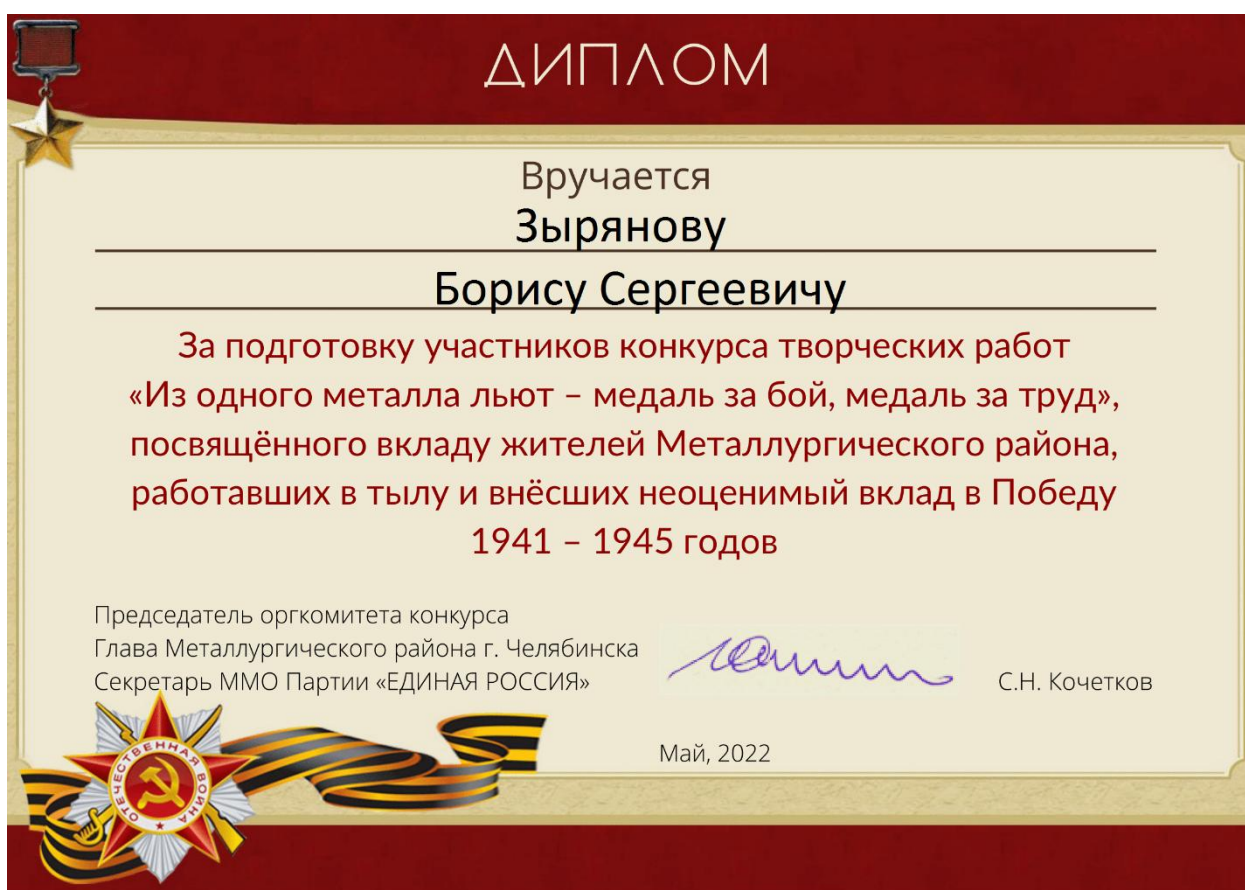 ДИПЛОМ
Вручается
Зырянову
Борису Сергеевичу
За подготовку участников конкурса творческих работ
«Из одного металла льют – медаль за бой, медаль за труд»,
посвящённого вкладу жителей Металлургического района,
работавших в тылу и внёсших неоценимый вклад в Победу
1941 – 1945 годов
Председатель оргкомитета конкурса
Глава Металлургического района г. Челябинска
Секретарь ММО Партии «ЕДИНАЯ РОССИЯ»
С.Н. Кочетков
Май, 2022
ОТЕЧЕСТВЕННАЯ ВОЙНА